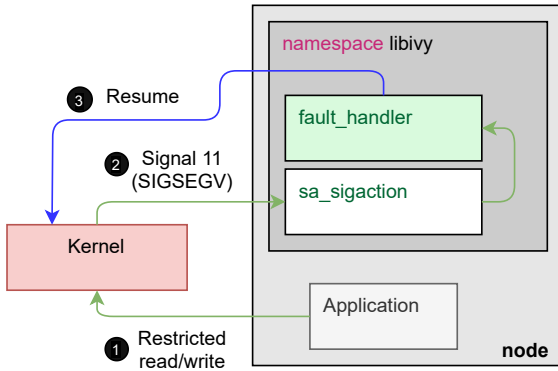 namespace libivy
3 Resume
fault_handler
2 Signal 11
(SIGSEGV)
sa_sigaction
Kernel
Application
1 Restricted
read/write
node